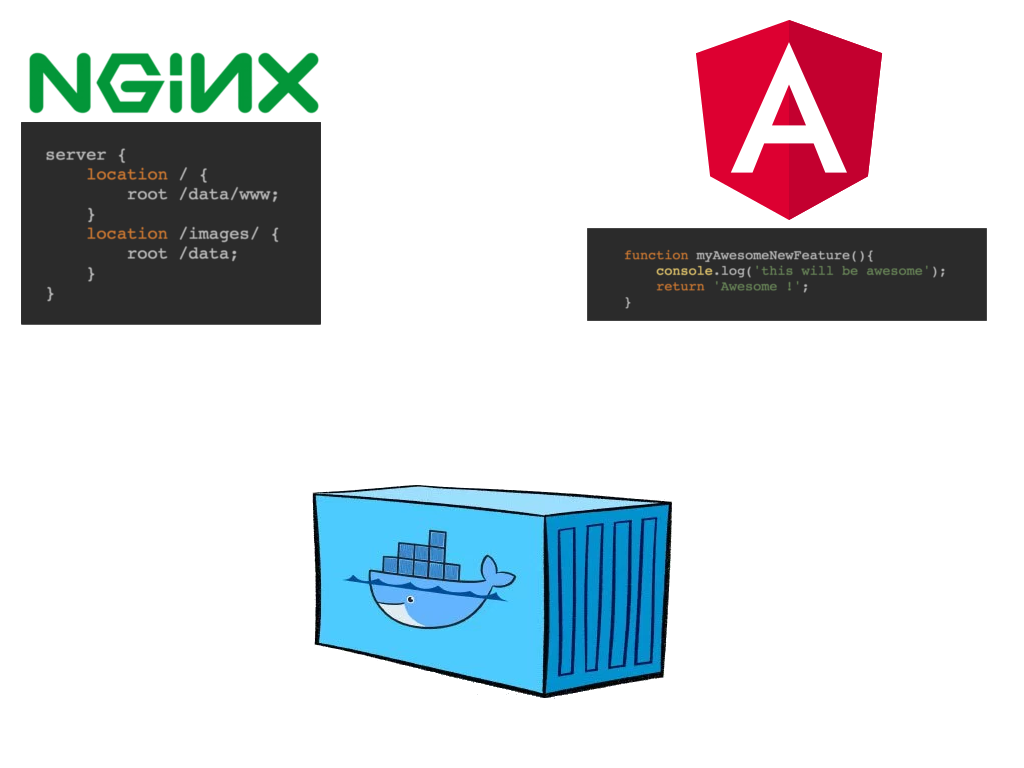 NGiNX
server {
    location / {
        root /data/www;
    }
    location /images/ {
        root /data;
    }
}
A
function myAwesomeNewFeature(){
    console.log('this will be awesome');
    return 'Awesome !';
}